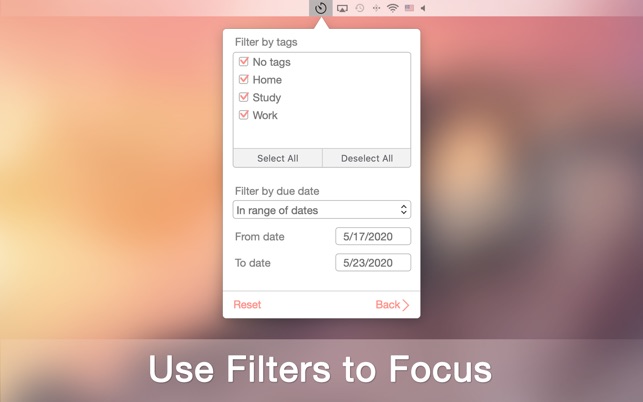 Filter by tags
No tags
Home
Study
Work
Select All Deselect All
Filter by due date
In range of dates
From date 5/17/2020
To date 5/23/2020
Reset Back
Use Filters to Focus